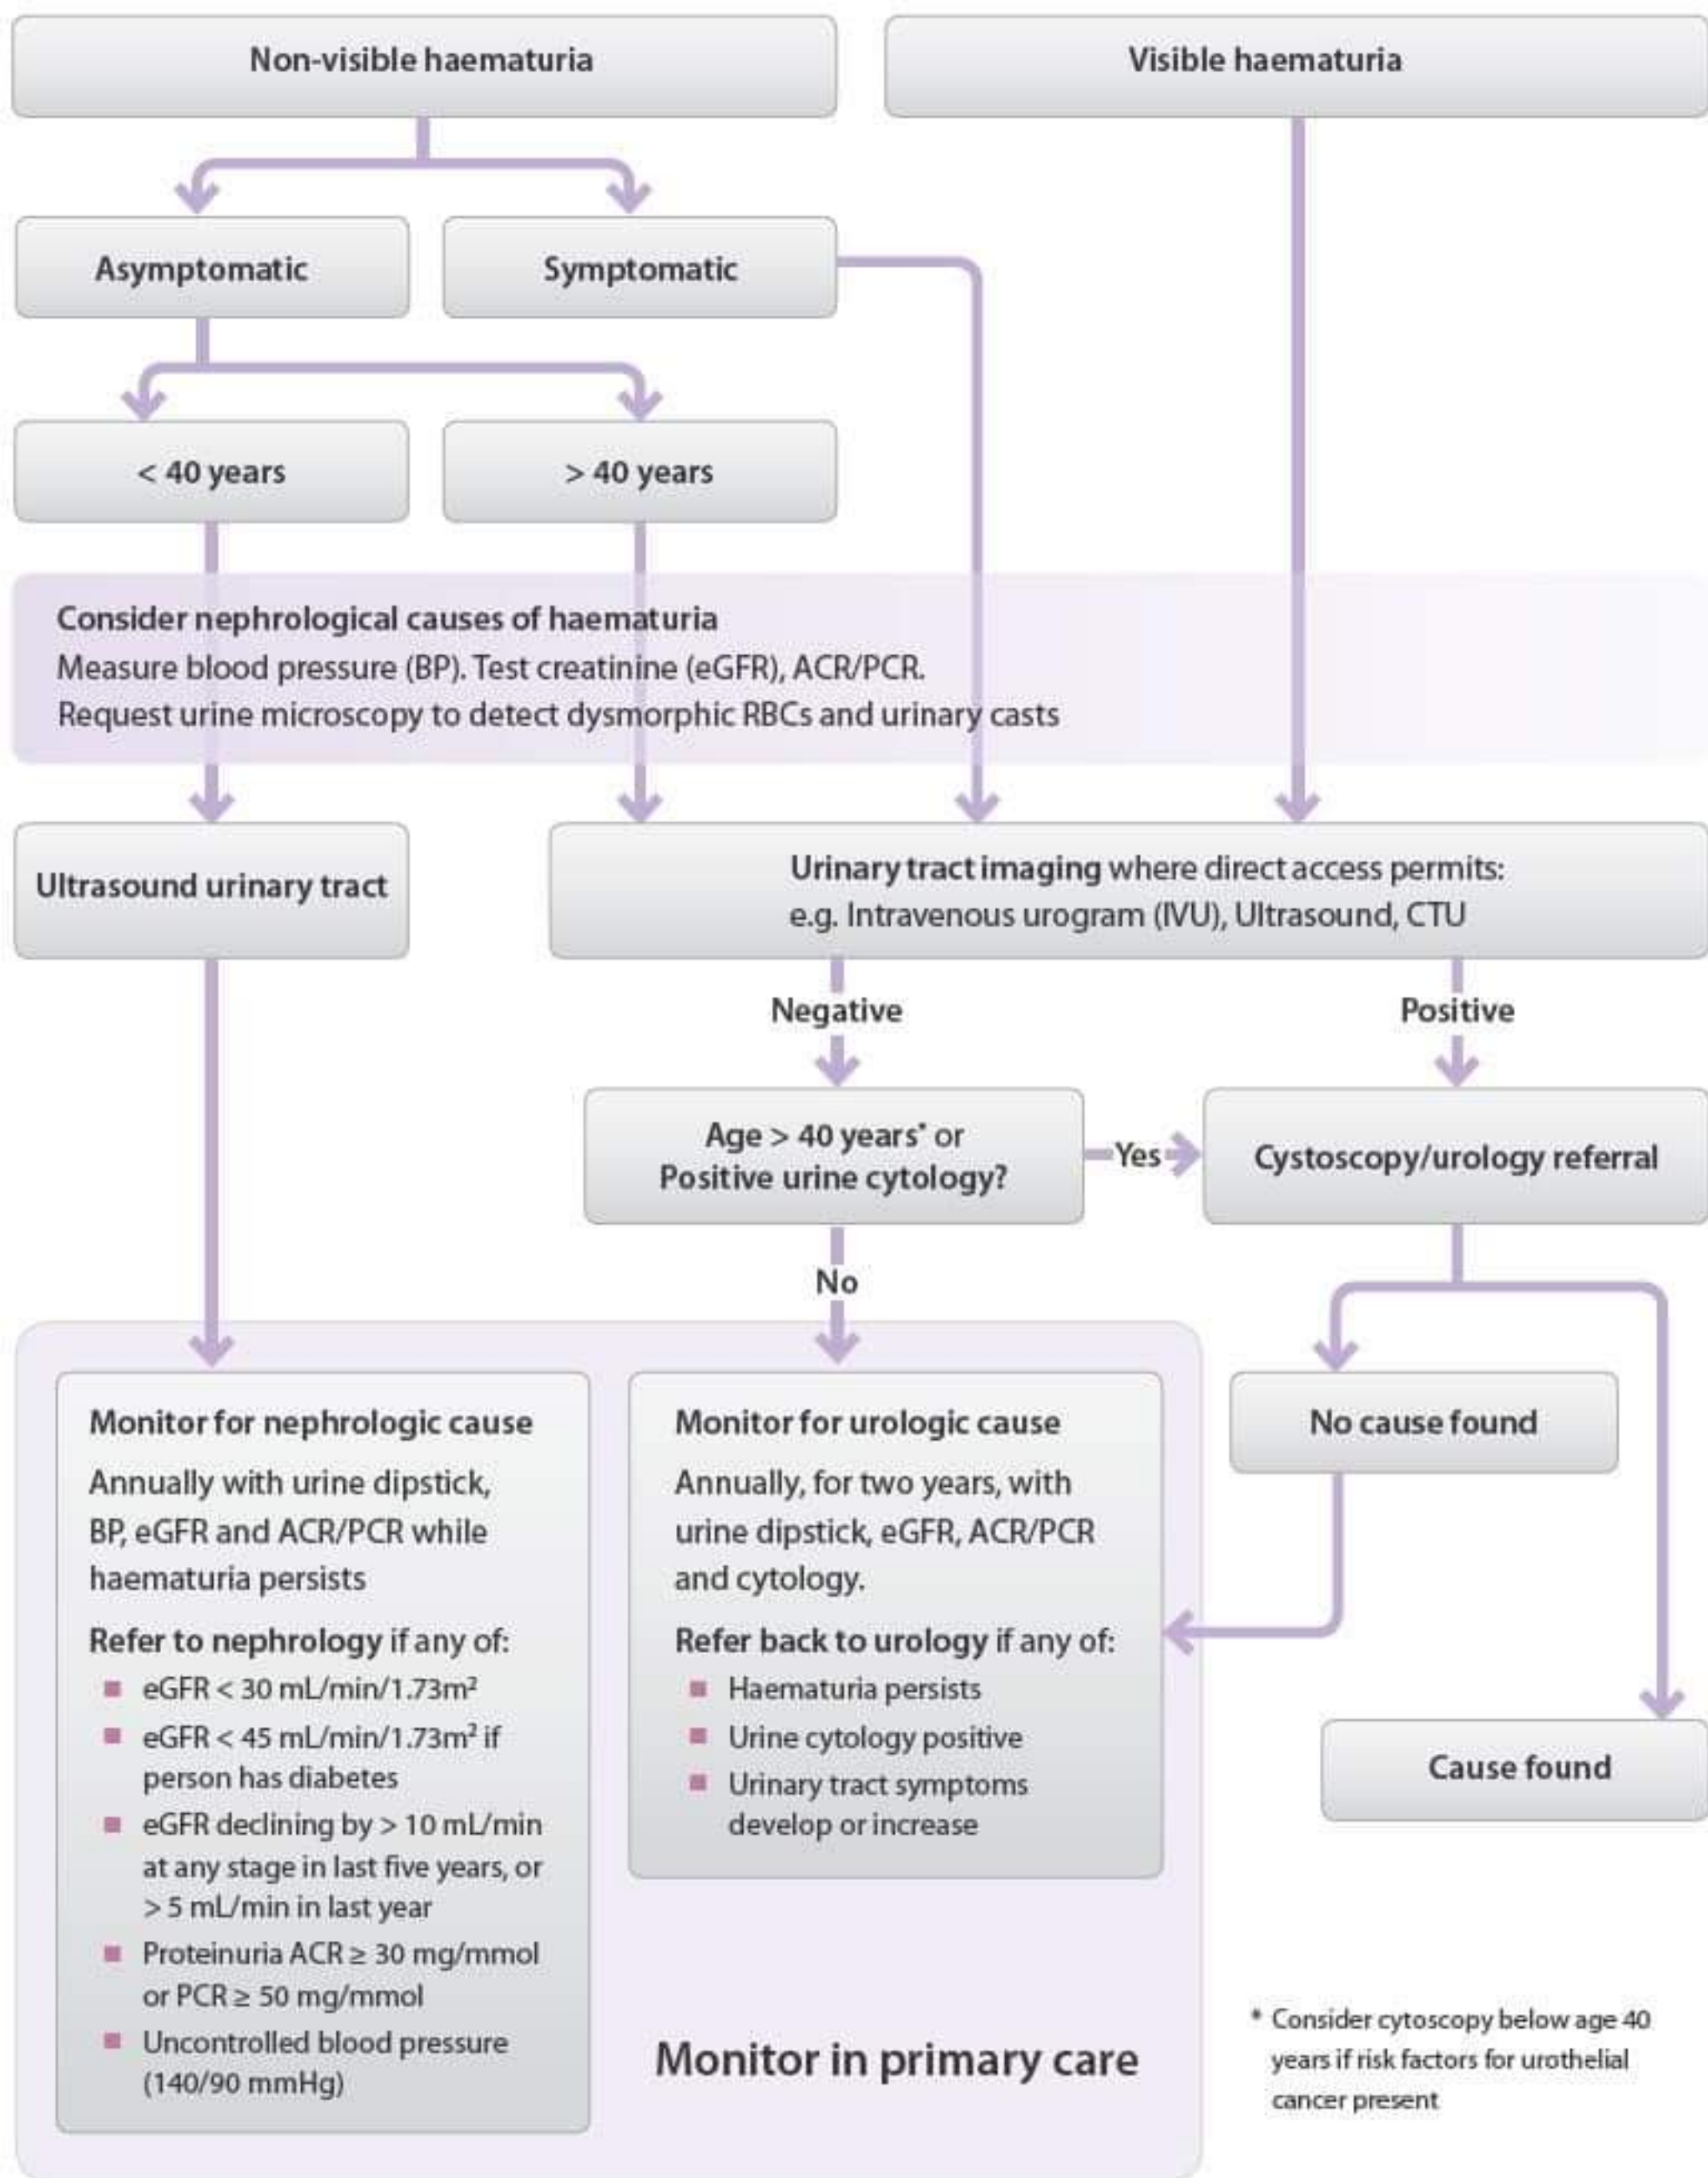 Non-visible haematuria
Visible haematuria
Asymptomatic
Symptomatic
< 40 years
> 40 years
Consider nephrological causes of haematuria
Measure blood pressure (BP). Test creatinine (eGFR), ACR/PCR.
Request urine microscopy to detect dysmorphic RBCs and urinary casts
Ultrasound urinary tract
Urinary tract imaging where direct access permits:
e.g. Intravenous urogram (IVU), Ultrasound, CTU
Negative
Positive
Age > 40 years* or
Positive urine cytology?
Yes
Cystoscopy/urology referral
No
Monitor for nephrologic cause
Annually with urine dipstick,
BP, eGFR and ACR/PCR while
haematuria persists
Refer to nephrology if any of:
■ eGFR < 30 mL/min/1.73m²
■ eGFR < 45 mL/min/1.73m² if
person has diabetes
■ eGFR declining by > 10 mL/min
at any stage in last five years, or
> 5 mL/min in last year
■ Proteinuria ACR ≥ 30 mg/mmol
or PCR ≥ 50 mg/mmol
■ Uncontrolled blood pressure
(140/90 mmHg)
Monitor for urologic cause
Annually, for two years, with
urine dipstick, eGFR, ACR/PCR
and cytology.
Refer back to urology if any of:
■ Haematuria persists
■ Urine cytology positive
■ Urinary tract symptoms
develop or increase
No cause found
Cause found
Monitor in primary care
* Consider cytoscopy below age 40
years if risk factors for urothelial
cancer present